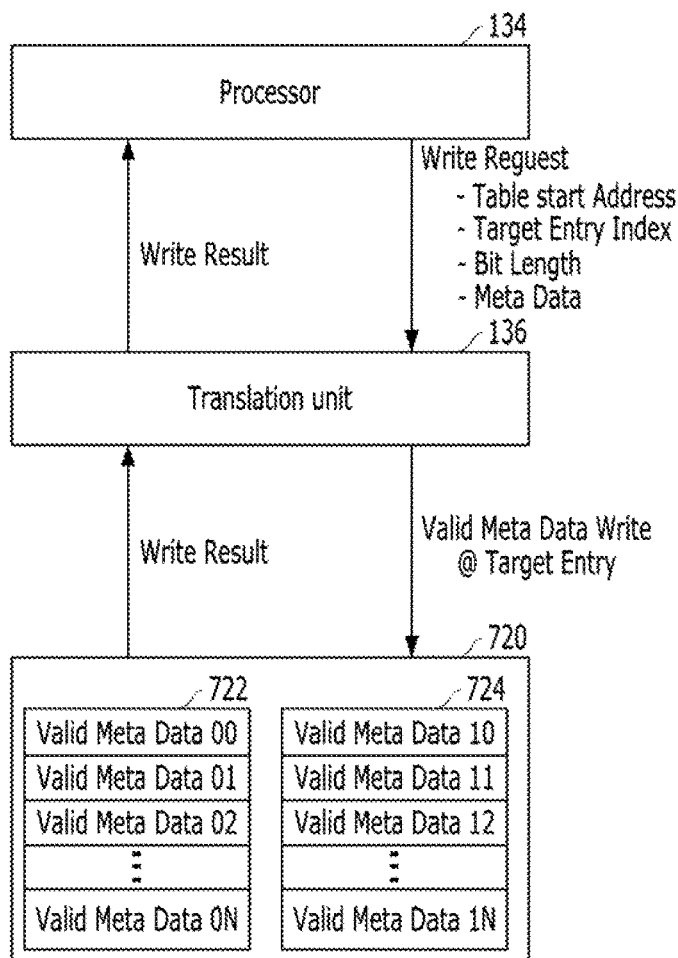 134
Processor
Write Reguest
- Table start Address
- Target Entry Index
- Bit Length
- Meta Data
Write Result
136
Translation unit
Valid Meta Data Write
@ Target Entry
Write Result
720
722
724
Valid Meta Data 00
Valid Meta Data 10
Valid Meta Data 01
Valid Meta Data 11
Valid Meta Data 02
Valid Meta Data 12
Valid Meta Data 0N
Valid Meta Data 1N